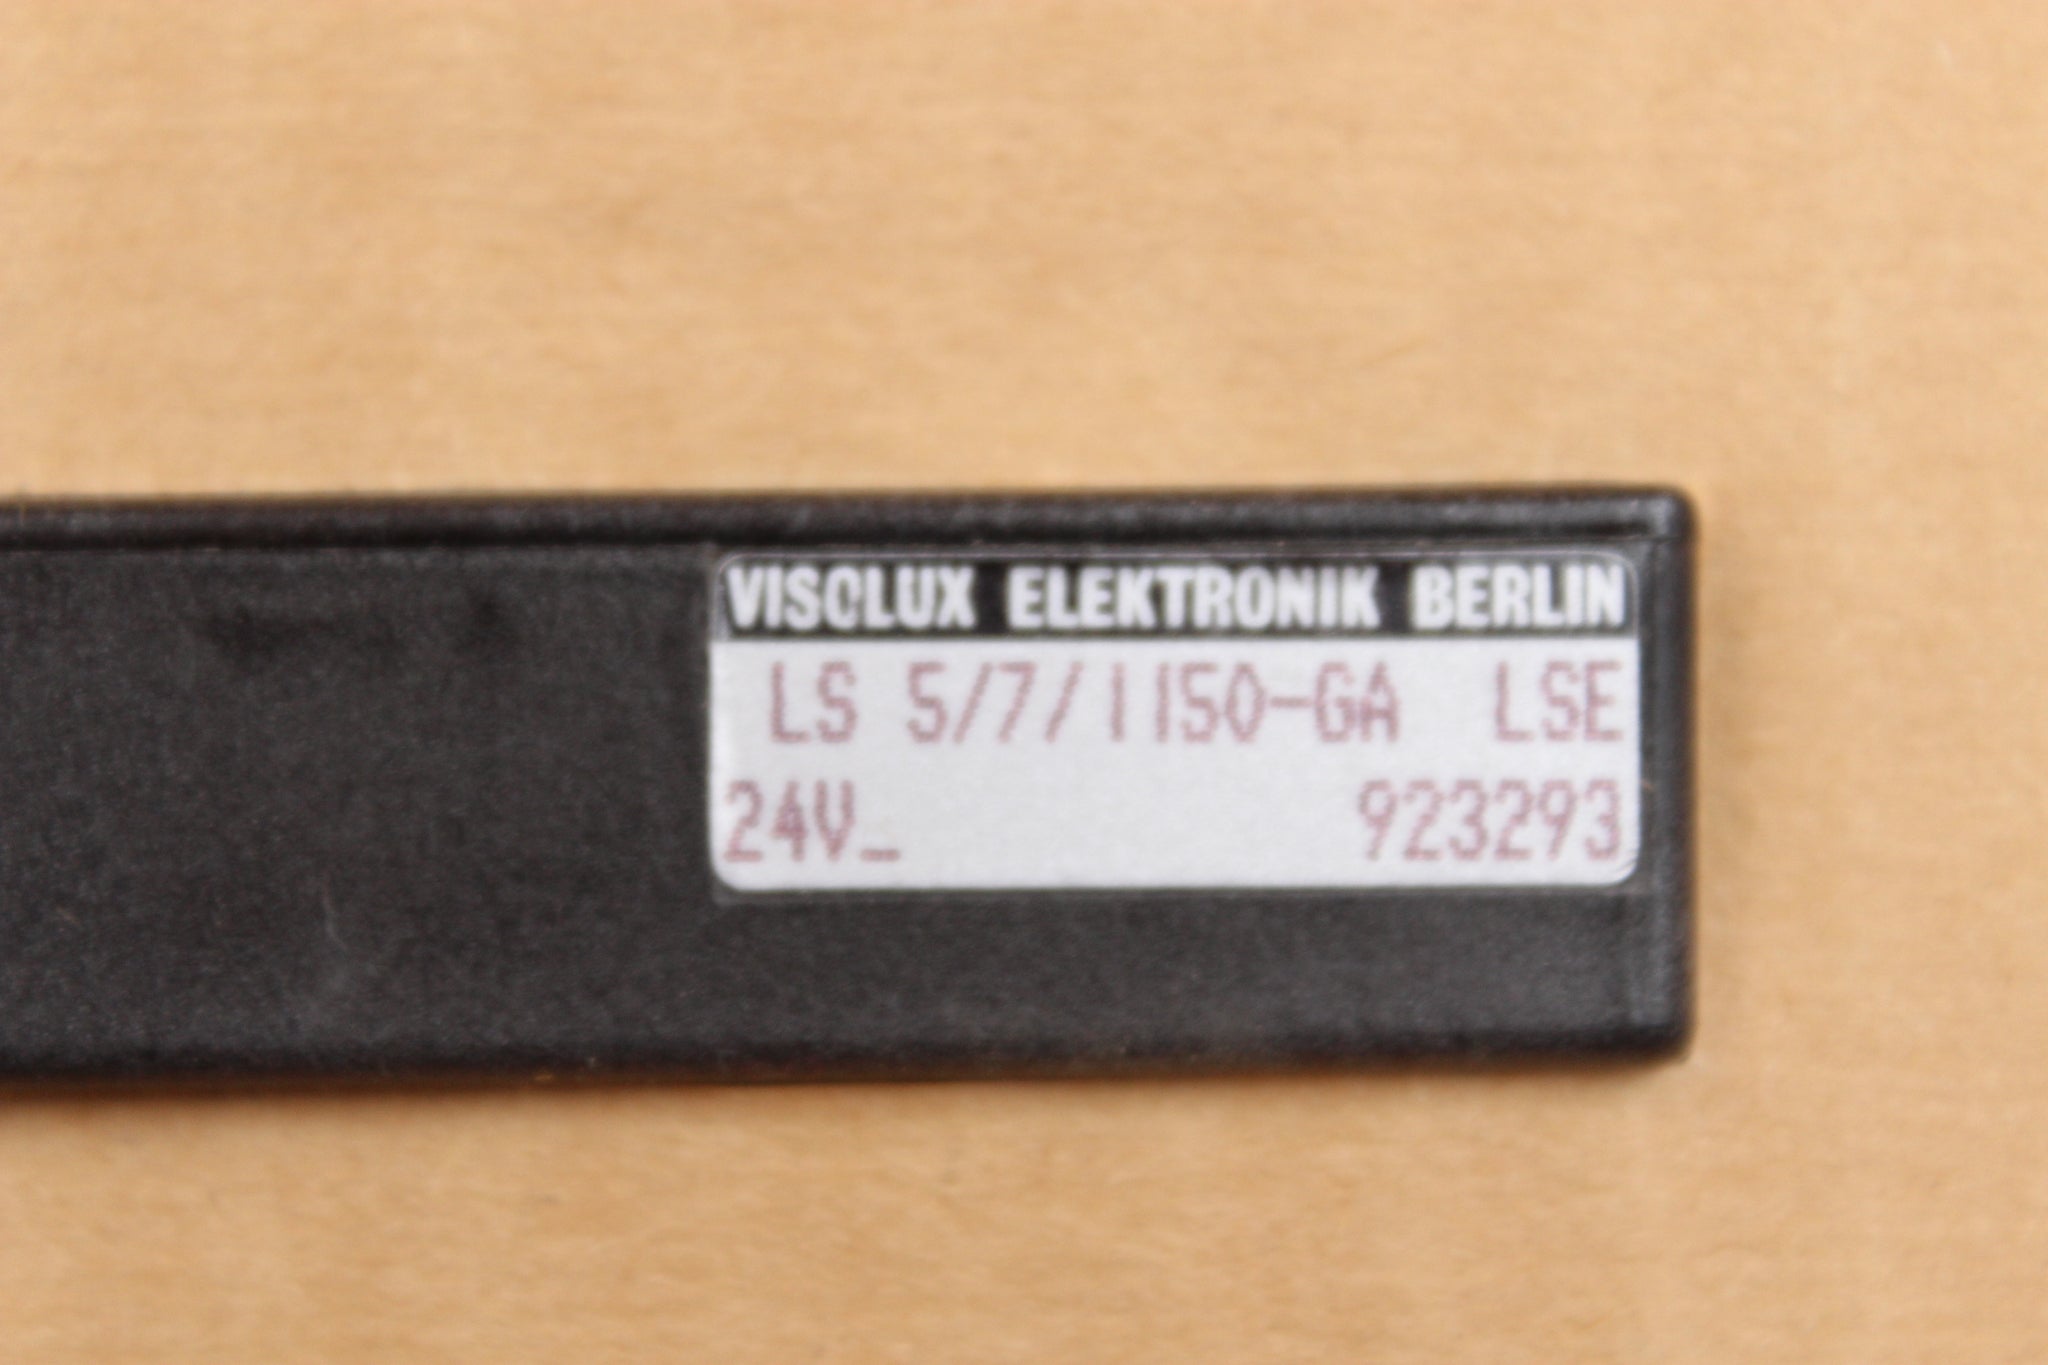 VISOLUX ELEKTRONIK BERLIN
LS 5/7/1150-GA LSE
24V_ 923293